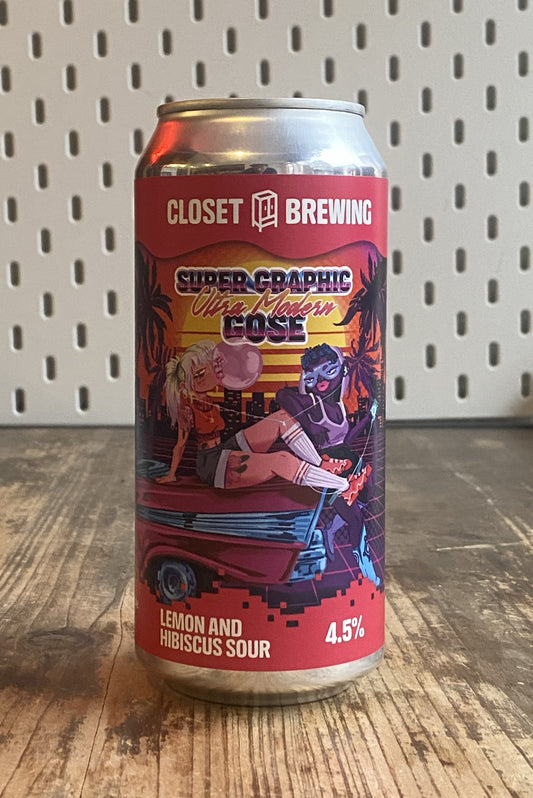 CLOSET BREWING
SUPER GRAPHIC
Ultra Modern
GOSE
LEMON AND
HIBISCUS SOUR
4.5%